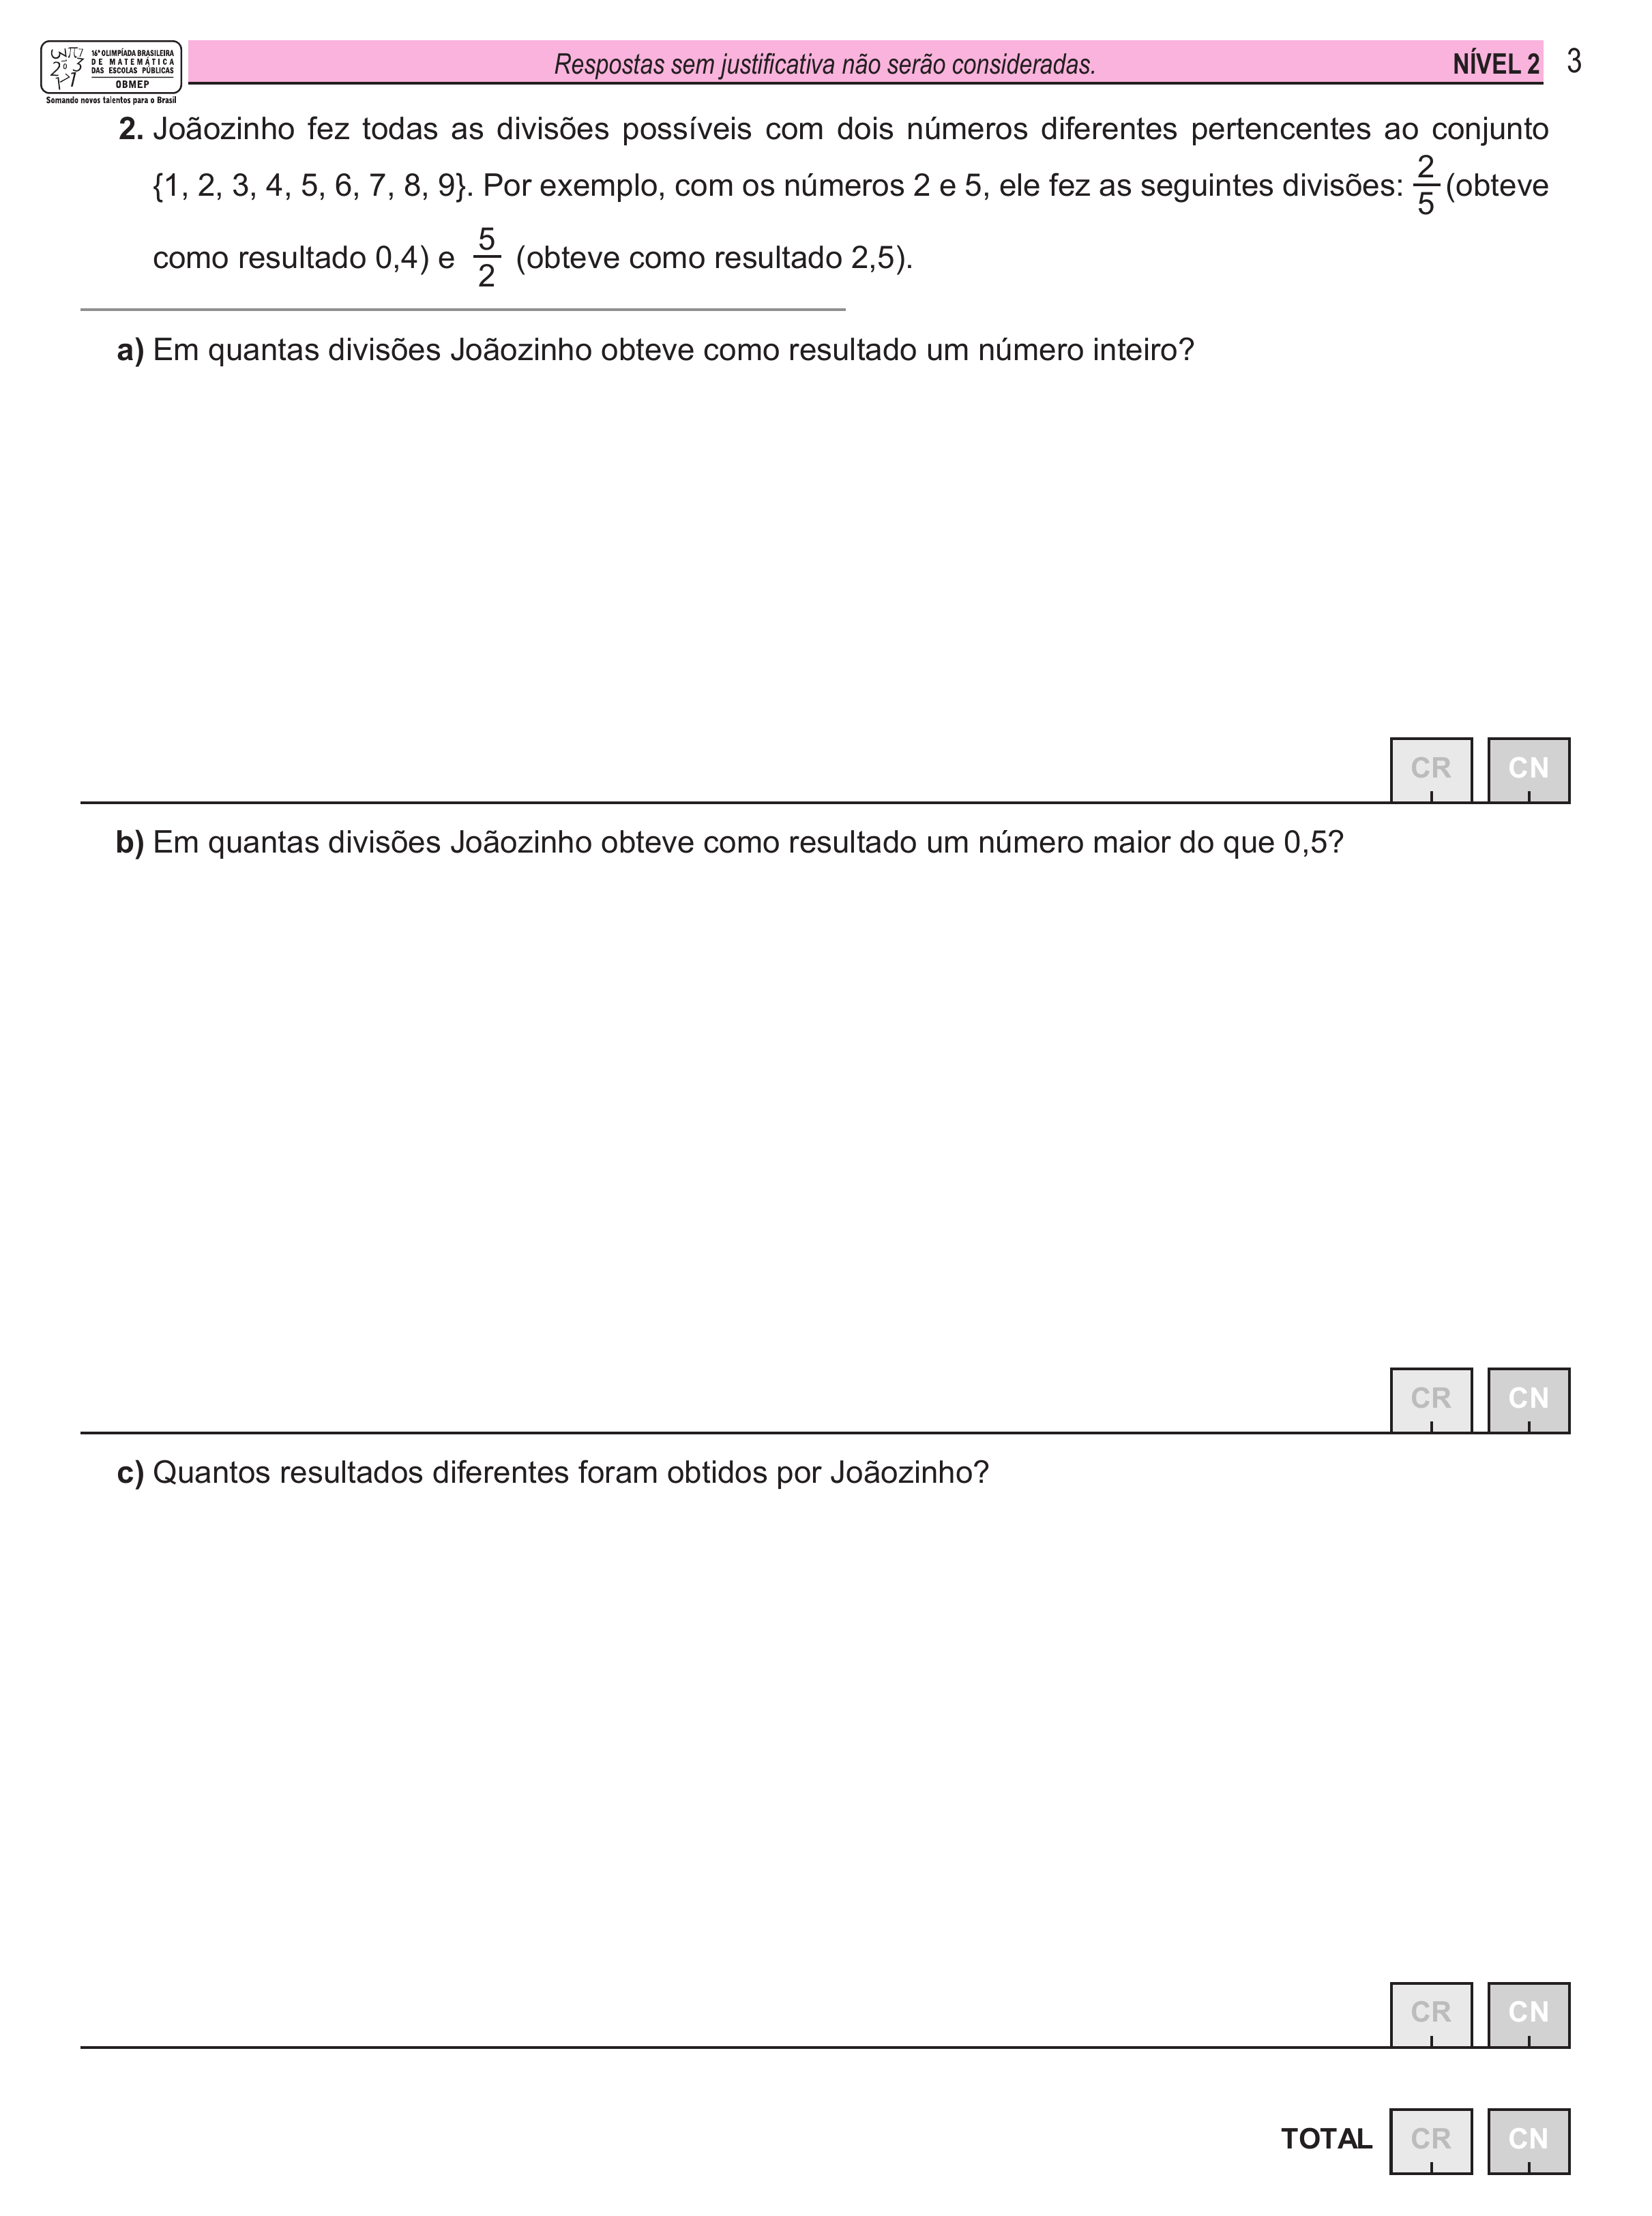 16ª OLIMPÍADA BRASILEIRA
DE MATEMÁTICA
DAS ESCOLAS PÚBLICAS
OBMEP
Somando novos talentos para o Brasil
Respostas sem justificativa não serão consideradas.
NÍVEL 2
3
2. Joãozinho fez todas as divisões possíveis com dois números diferentes pertencentes ao conjunto
{1, 2, 3, 4, 5, 6, 7, 8, 9}. Por exemplo, com os números 2 e 5, ele fez as seguintes divisões: 2/5 (obteve
como resultado 0,4) e 5/2 (obteve como resultado 2,5).
a) Em quantas divisões Joãozinho obteve como resultado um número inteiro?
CR CN
b) Em quantas divisões Joãozinho obteve como resultado um número maior do que 0,5?
CR CN
c) Quantos resultados diferentes foram obtidos por Joãozinho?
CR CN
TOTAL CR CN